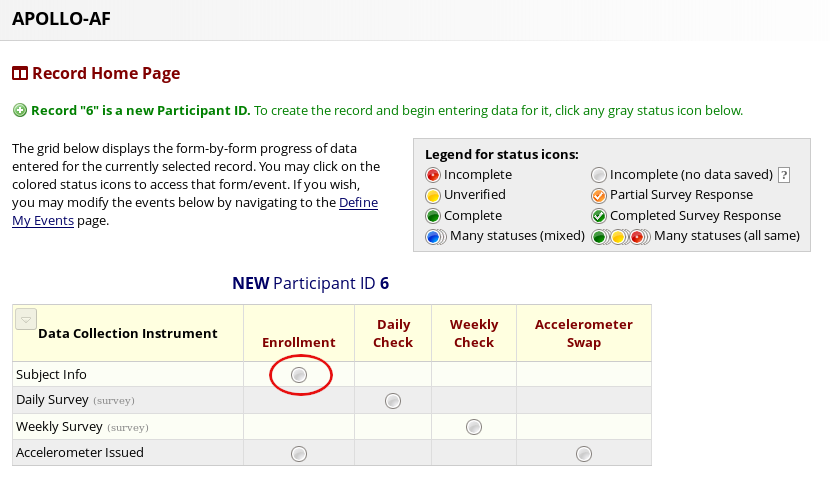 APOLLO-AF
Record Home Page
Record "6" is a new Participant ID. To create the record and begin entering data for it, click any gray status icon below.
The grid below displays the form-by-form progress of data
entered for the currently selected record. You may click on the
colored status icons to access that form/event. If you wish,
you may modify the events below by navigating to the Define
My Events page.
Legend for status icons:
Incomplete Incomplete (no data saved) ?
Unverified Partial Survey Response
Complete Completed Survey Response
Many statuses (mixed) Many statuses (all same)
NEW Participant ID 6
Data Collection Instrument Enrollment Daily Check Weekly Check Accelerometer Swap
Subject Info
Daily Survey (survey)
Weekly Survey (survey)
Accelerometer Issued